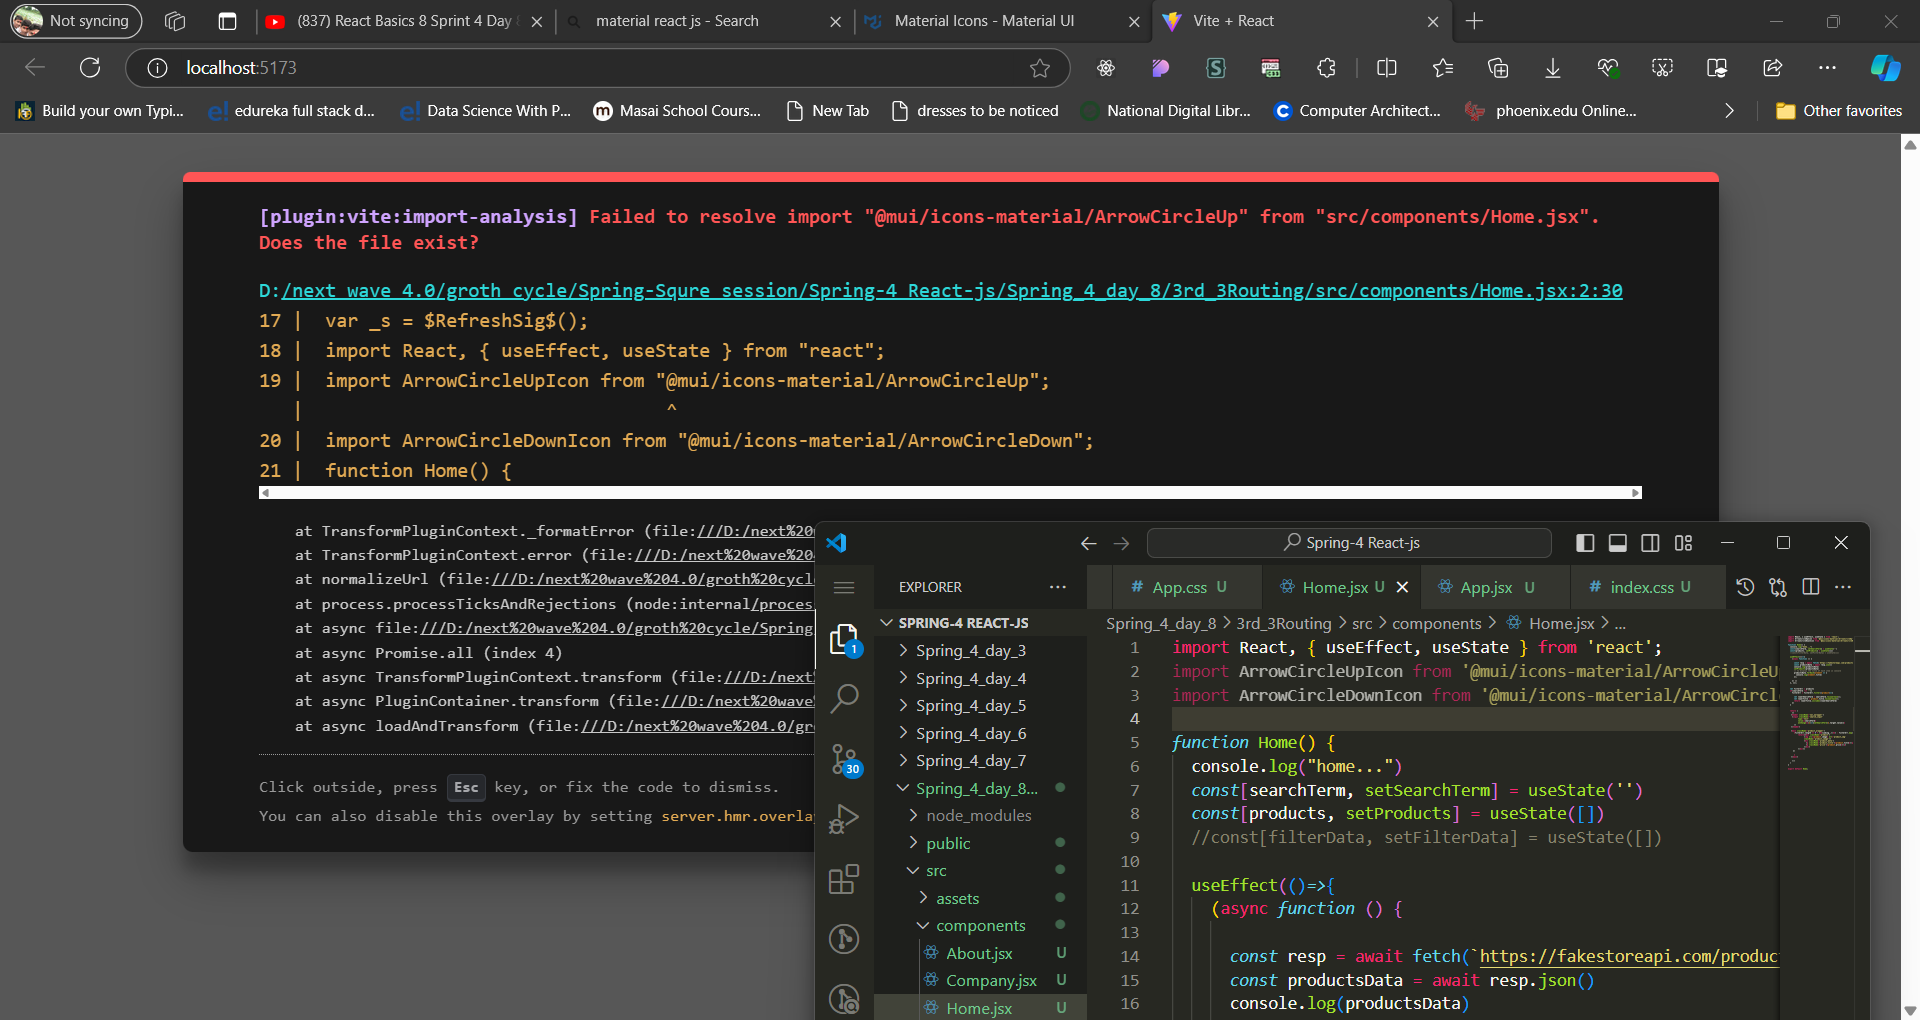 Not syncing
(837) React Basics 8 Sprint 4 Day
material react js - Search
Material Icons - Material UI
Vite + React
localhost:5173
Build your own Typi...
edureka full stack d...
Data Science With P...
Masai School Cours...
New Tab
dresses to be honored
National Digital Libr...
Computer Architect...
phoenix.edu Online...
Other favorites
[plugin:vite:import-analysis] Failed to resolve import "@mui/icons-material/ArrowCircleUp" from "src/components/Home.jsx".
Does the file exist?
D:/next wave 4.0/groth cycle/Spring-Squre session/Spring-4 React-js/Spring_4_day_8/3rd_3Routing/src/components/Home.jsx:2:30
17 | var _s = $RefreshSig$();
18 | import React, { useEffect, useState } from "react";
19 | import ArrowCircleUpIcon from "@mui/icons-material/ArrowCircleUp";
| ^
20 | import ArrowCircleDownIcon from "@mui/icons-material/ArrowCircleDown";
21 | function Home() {
at TransformPluginContext._formatError (file:///D:/next%20
at TransformPluginContext.error (file:///D:/next%20wave%204
at normalizeUrl (file:///D:/next%20wave%204.0/groth%20cycl
at process.processTicksAndRejections (node:internal/proces
at async file:///D:/next%20wave%204.0/groth%20cycle/Spring
at async Promise.all (index 4)
at async TransformPluginContext.transform (file:///D:/next
at async PluginContainer.transform (file:///D:/next%20wave
at async loadAndTransform (file:///D:/next%20wave%204.0/gr
Click outside, press Esc key, or fix the code to dismiss.
You can also disable this overlay by setting server.hmr.overla
Spring-4 React-js
EXPLORER
SPRING-4 REACT-JS
Spring_4_day_3
Spring_4_day_4
Spring_4_day_5
Spring_4_day_6
Spring_4_day_7
Spring_4_day_8...
node_modules
public
src
assets
components
About.jsx U
Company.jsx U
Home.jsx U
1
30
# App.css U
Home.jsx U
App.jsx U
# index.css U
Spring_4_day_8 > 3rd_3Routing > src > components > Home.jsx > ...
1 import React, { useEffect, useState } from 'react';
2 import ArrowCircleUpIcon from '@mui/icons-material/ArrowCircleU
3 import ArrowCircleDownIcon from '@mui/icons-material/ArrowCircl
4
5 function Home() {
6 console.log("home...")
7 const[searchTerm, setSearchTerm] = useState('')
8 const[products, setProducts] = useState([])
9 //const[filterData, setFilterData] = useState([])
10
11 useEffect(()=>{
12 (async function () {
13
14 const resp = await fetch(`https://fakestoreapi.com/produc
15 const productsData = await resp.json()
16 console.log(productsData)